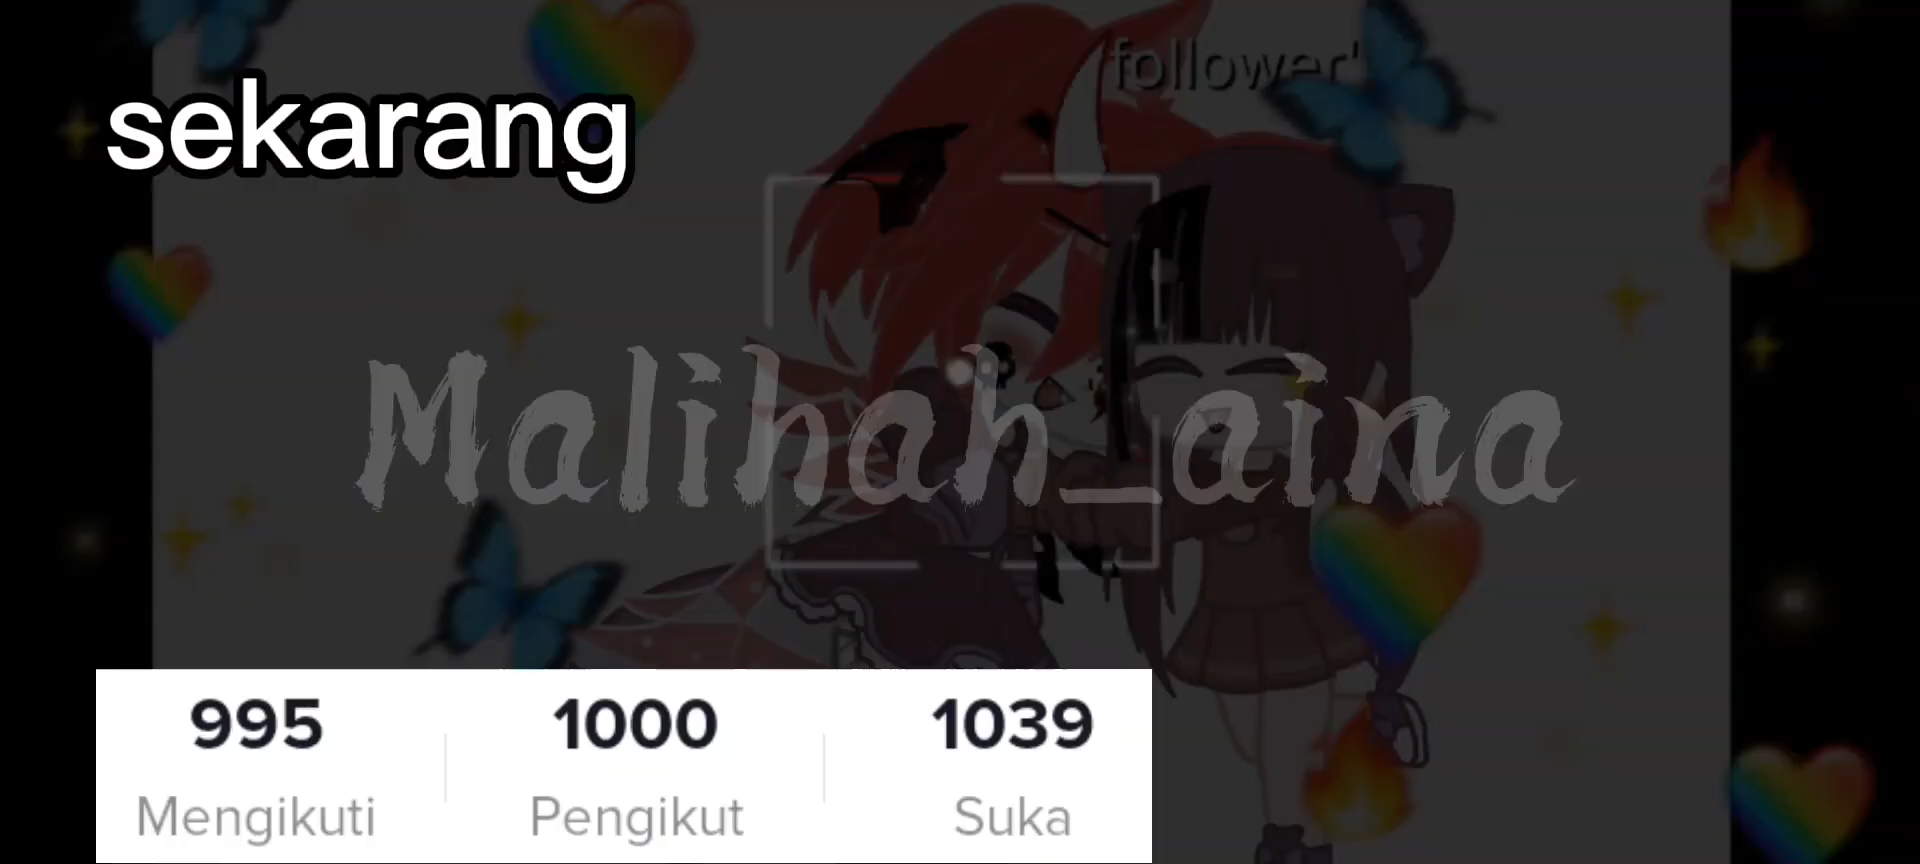 follower'
sekarang
Malihah_aina
995 1000 1039
Mengikuti Pengikut Suka